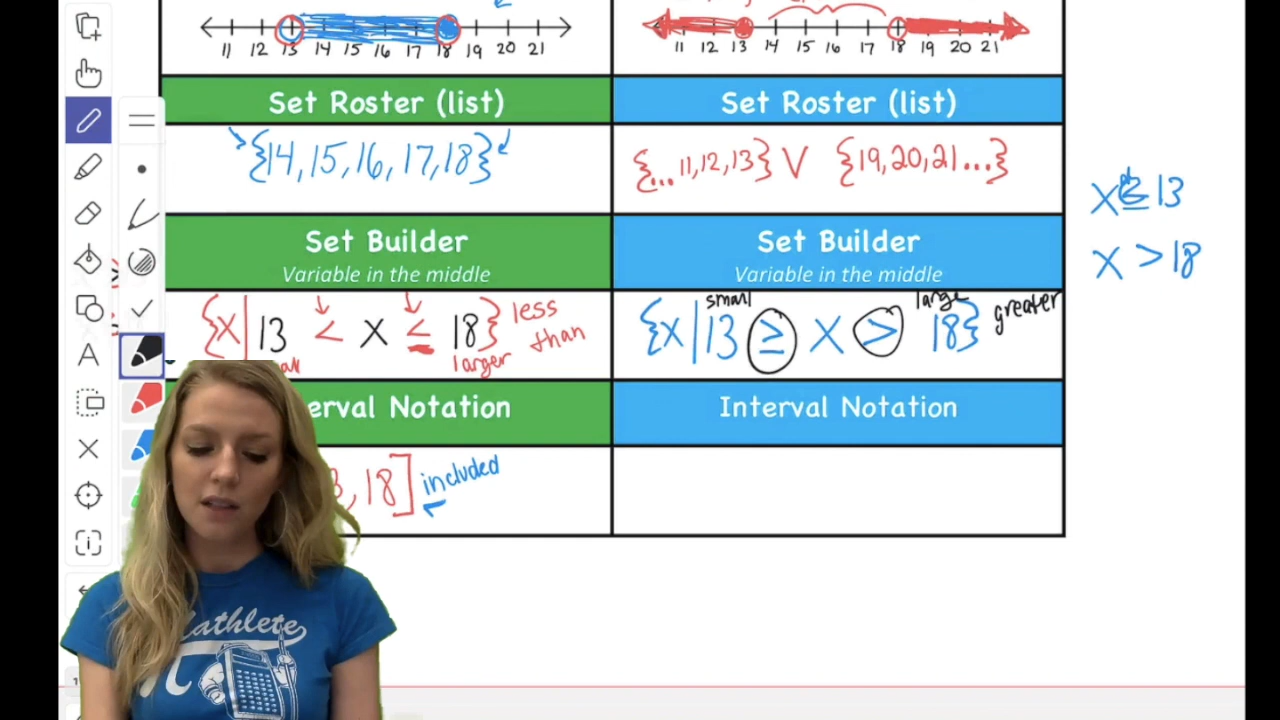 11 12 13 14 15 16 17 18 19 20 21
11 12 13 14 15 16 17 18 19 20 21
Set Roster (list)
Set Roster (list)
{14, 15, 16, 17, 18}
{... 11, 12, 13} V {19, 20, 21...}
x ≤ 13
x > 18
Set Builder
Variable in the middle
Set Builder
Variable in the middle
{x | 13 < x ≤ 18} less than
larger
small large greater
{x | 13 ≥ x > 18}
erval Notation
Interval Notation
, 18] included
athlete
A